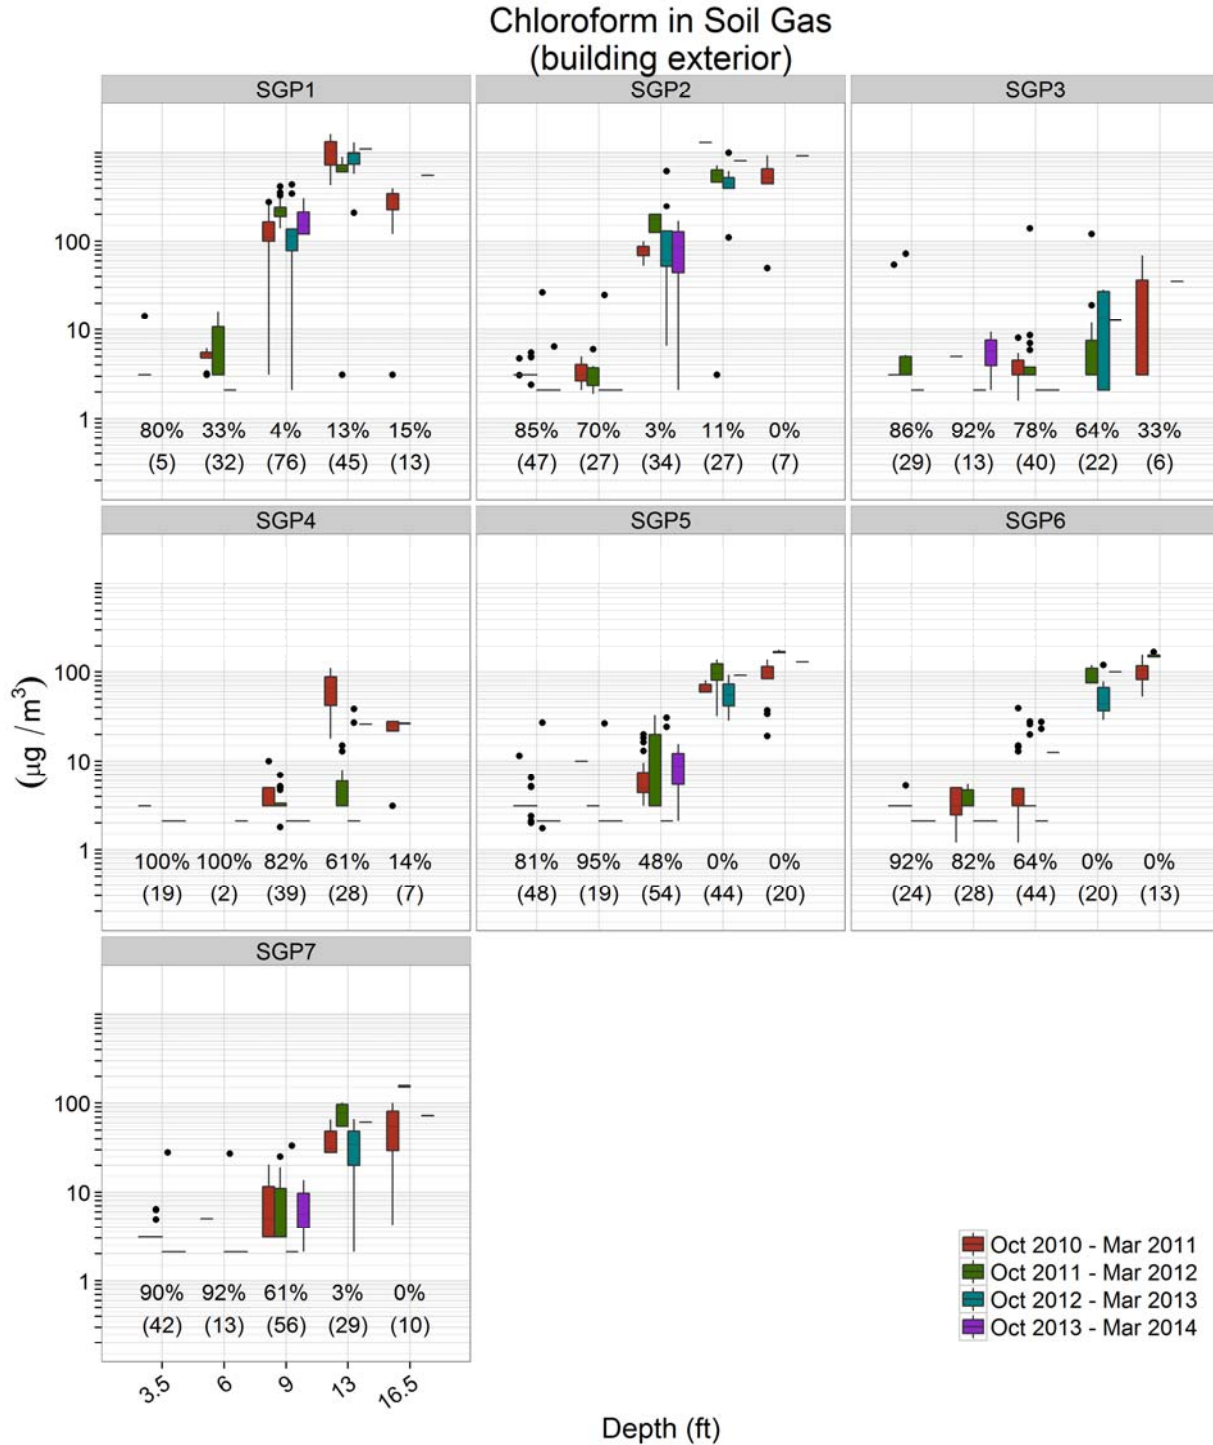 Chloroform in Soil Gas
(building exterior)
SGP1 SGP2 SGP3
100
10
1
80% 33% 4% 13% 15% 85% 70% 3% 11% 0% 86% 92% 78% 64% 33%
(5) (32) (76) (45) (13) (47) (27) (34) (27) (7) (29) (13) (40) (22) (6)
SGP4 SGP5 SGP6
100
10
1
100% 100% 82% 61% 14% 81% 95% 48% 0% 0% 92% 82% 64% 0% 0%
(19) (2) (39) (28) (7) (48) (19) (54) (44) (20) (24) (28) (44) (20) (13)
(μg /m³)
SGP7
100
10
1
90% 92% 61% 3% 0%
(42) (13) (56) (29) (10)
3.5 6 9 13 16.5
Depth (ft)
Oct 2010 - Mar 2011
Oct 2011 - Mar 2012
Oct 2012 - Mar 2013
Oct 2013 - Mar 2014